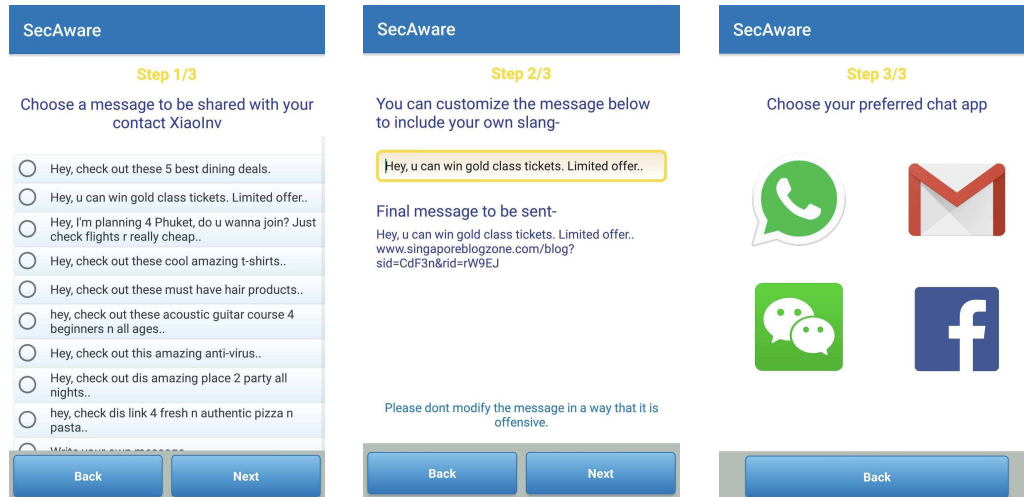 SecAware
Step 1/3
Choose a message to be shared with your
contact XiaoInv
Hey, check out these 5 best dining deals.
Hey, u can win gold class tickets. Limited offer..
Hey, I'm planning 4 Phuket, do u wanna join? Just
check flights r really cheap..
Hey, check out these cool amazing t-shirts..
Hey, check out these must have hair products..
hey, check out these acoustic guitar course 4
beginners n all ages..
Hey, check out this amazing anti-virus..
Hey, check out dis amazing place 2 party all
nights..
hey, check dis link 4 fresh n authentic pizza n
pasta..
Write your own message
Back
Next
SecAware
Step 2/3
You can customize the message below
to include your own slang-
Hey, u can win gold class tickets. Limited offer..
Final message to be sent-
Hey, u can win gold class tickets. Limited offer..
www.singaporeblogzone.com/blog?
sid=CdF3n&rid=rW9EJ
Please dont modify the message in a way that it is
offensive.
Back
Next
SecAware
Step 3/3
Choose your preferred chat app
Back